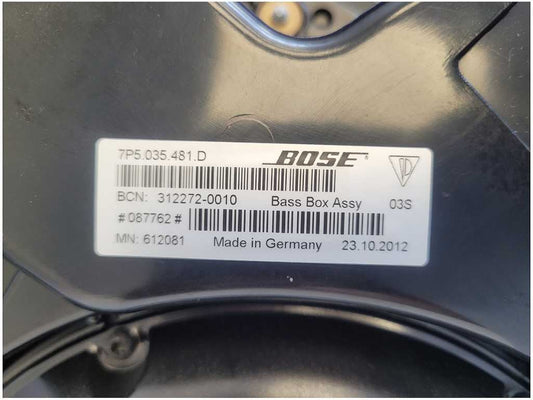 7P5.035.481.D BOSE®
BCN: 312272-0010 Bass Box Assy 03S
#087762#
MN: 612081 Made in Germany 23.10.2012